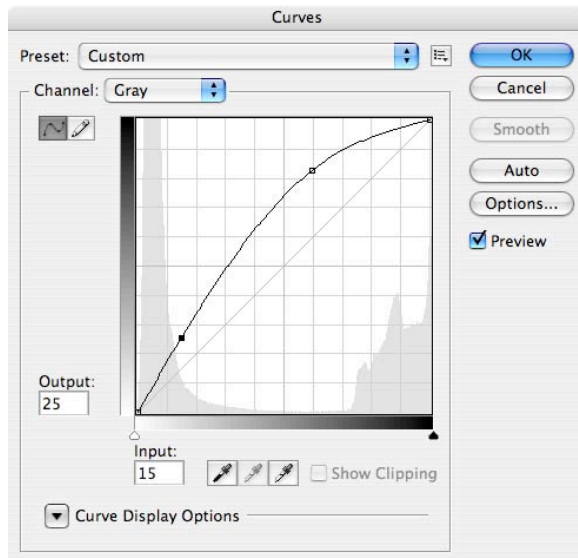 Curves
Preset: Custom
OK
Channel: Gray
Cancel
Smooth
Auto
Options...
Preview
Output:
25
Input:
15
Show Clipping
Curve Display Options